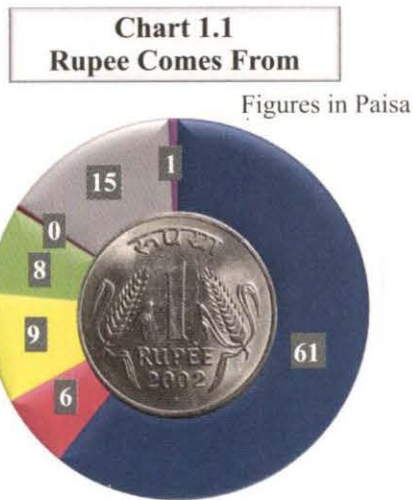 Chart 1.1
Rupee Comes From
Figures in Paisa
1
15
0
8
9
6
61
रुपया
1
RUPEE
2002